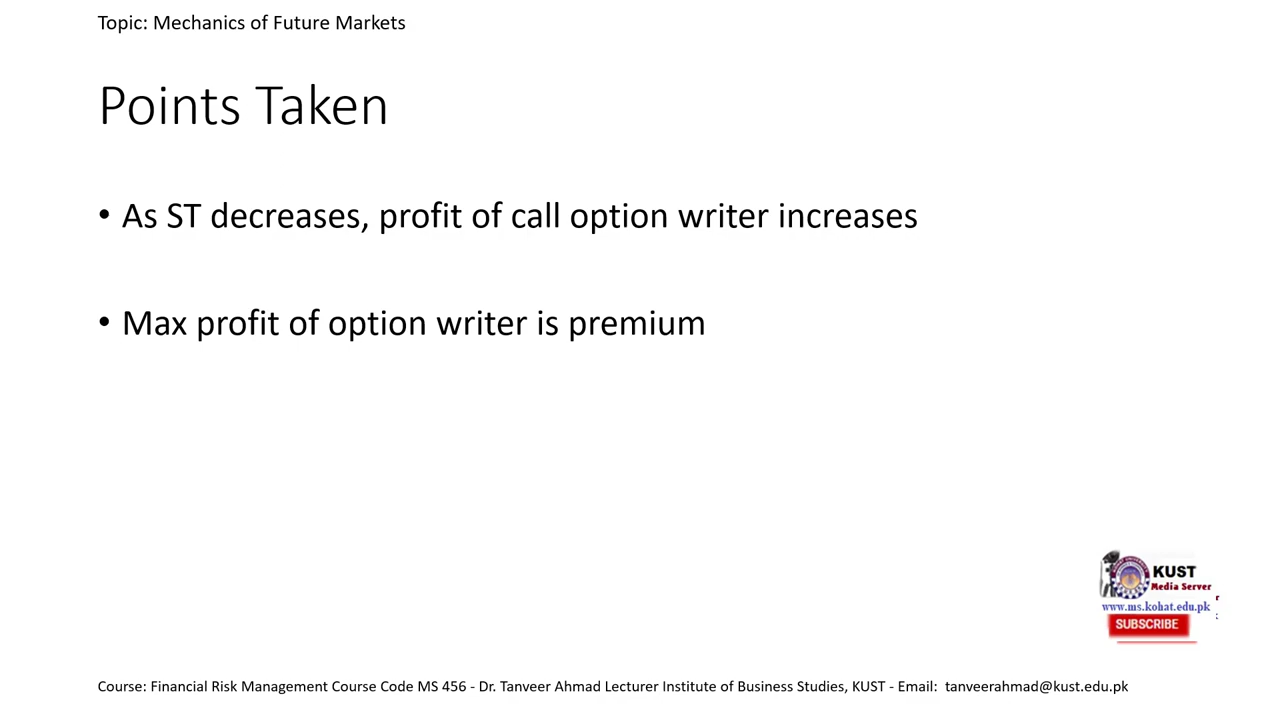 Topic: Mechanics of Future Markets
Points Taken
• As ST decreases, profit of call option writer increases
• Max profit of option writer is premium
KUST
Media Server
www.ms.kohat.edu.pk
SUBSCRIBE
Course: Financial Risk Management Course Code MS 456 - Dr. Tanveer Ahmad Lecturer Institute of Business Studies, KUST - Email: tanveerahmad@kust.edu.pk